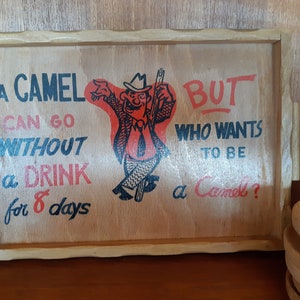 A CAMEL
CAN GO
WITHOUT
a DRINK
for 8 days
BUT
WHO WANTS
TO BE
a Camel?